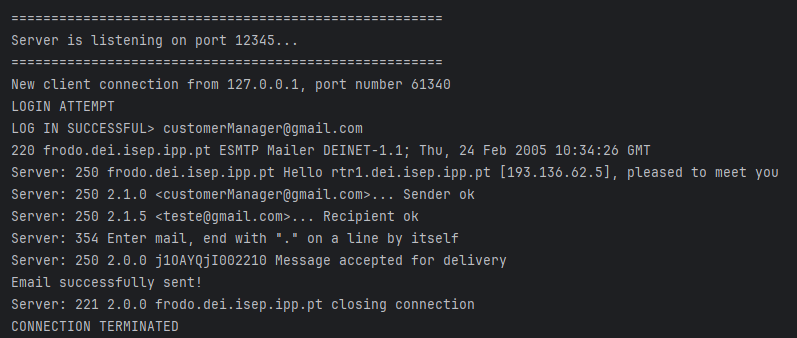 =====================================================
Server is listening on port 12345...
=====================================================
New client connection from 127.0.0.1, port number 61340
LOGIN ATTEMPT
LOG IN SUCCESSFUL> customerManager@gmail.com
220 frodo.dei.isep.ipp.pt ESMTP Mailer DEINET-1.1; Thu, 24 Feb 2005 10:34:26 GMT
Server: 250 frodo.dei.isep.ipp.pt Hello rtr1.dei.isep.ipp.pt [193.136.62.5], pleased to meet you
Server: 250 2.1.0 <customerManager@gmail.com>... Sender ok
Server: 250 2.1.5 <teste@gmail.com>... Recipient ok
Server: 354 Enter mail, end with "." on a line by itself
Server: 250 2.0.0 j1OAYQjI002210 Message accepted for delivery
Email successfully sent!
Server: 221 2.0.0 frodo.dei.isep.ipp.pt closing connection
CONNECTION TERMINATED